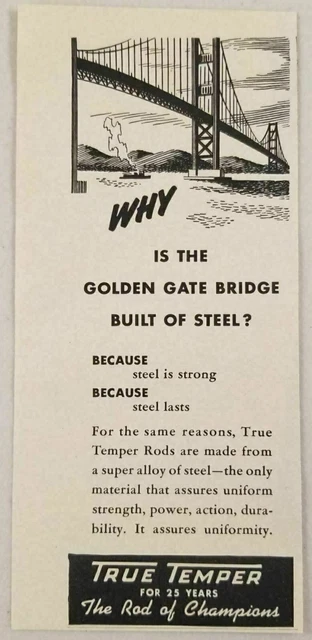 WHY
IS THE
GOLDEN GATE BRIDGE
BUILT OF STEEL?
BECAUSE
steel is strong
BECAUSE
steel lasts
For the same reasons, True
Temper Rods are made from
a super alloy of steel—the only
material that assures uniform
strength, power, action, dura-
bility. It assures uniformity.
TRUE TEMPER
FOR 25 YEARS
The Rod of Champions